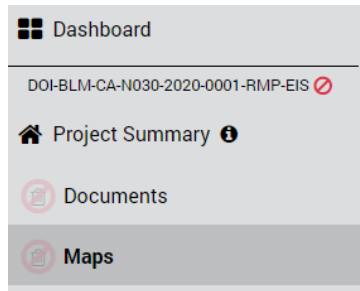 Dashboard
DOI-BLM-CA-N030-2020-0001-RMP-EIS
Project Summary
Documents
Maps